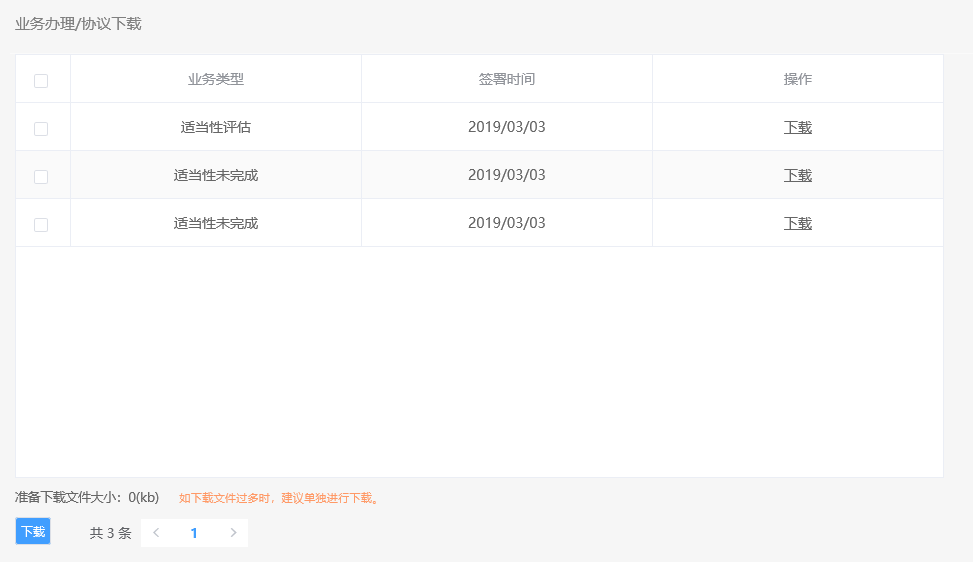 业务办理/协议下载
业务类型 签署时间 操作
适当性评估 2019/03/03 下载
适当性未完成 2019/03/03 下载
适当性未完成 2019/03/03 下载
准备下载文件大小：0(kb) 如下载文件过多时，建议单独进行下载。
下载 共 3 条 < 1 >